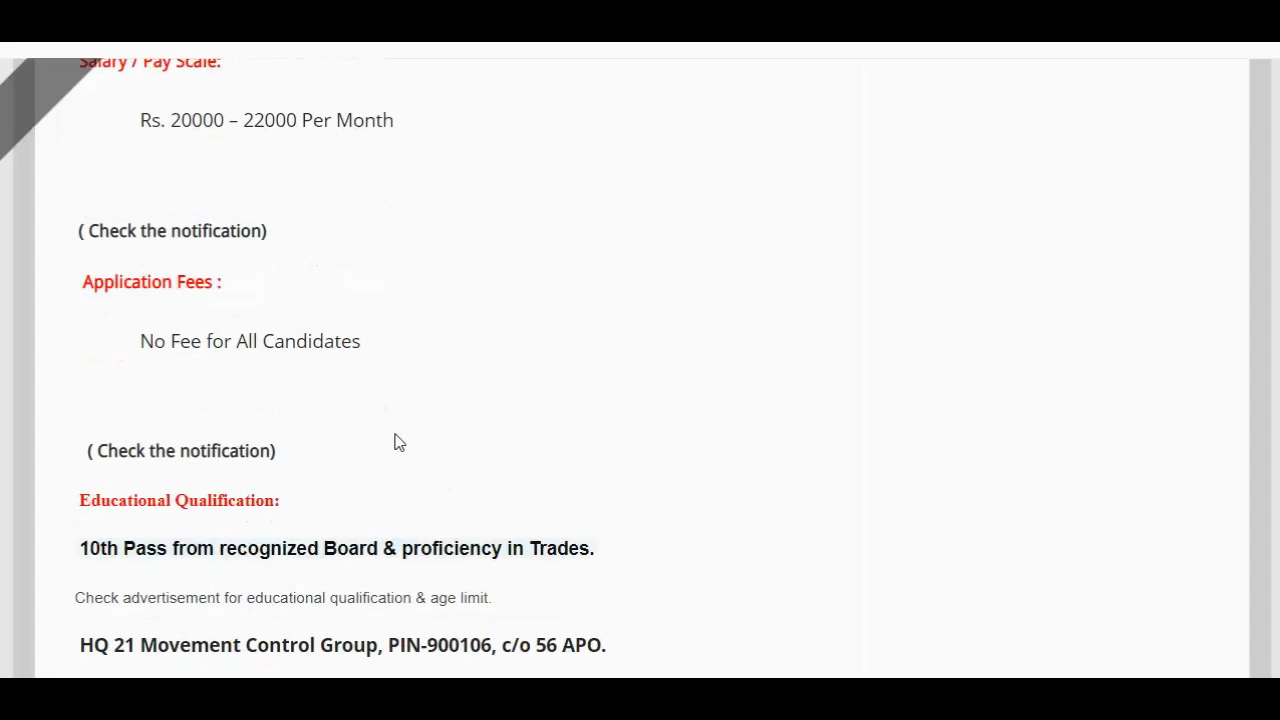 Salary / Pay Scale:
Rs. 20000 – 22000 Per Month
( Check the notification)
Application Fees :
No Fee for All Candidates
( Check the notification)
Educational Qualification:
10th Pass from recognized Board & proficiency in Trades.
Check advertisement for educational qualification & age limit.
HQ 21 Movement Control Group, PIN-900106, c/o 56 APO.